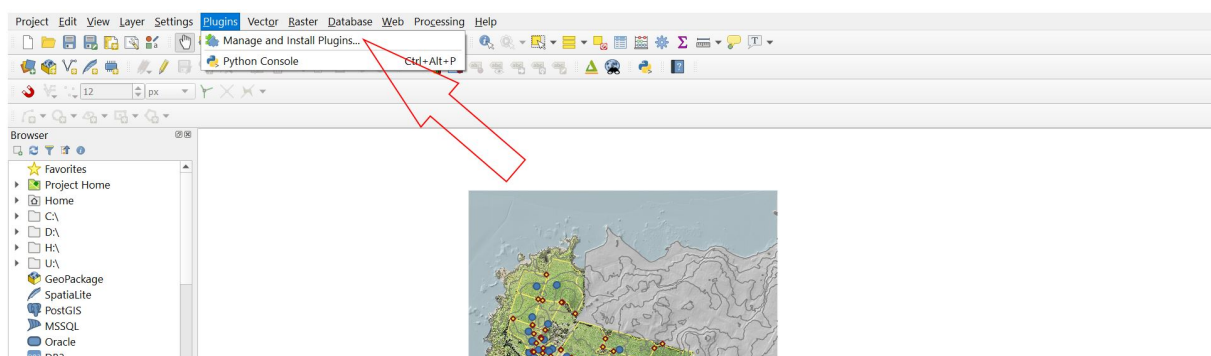 Project Edit View Layer Settings Plugins Vector Raster Database Web Processing Help
Manage and Install Plugins...
Python Console Ctrl+Alt+P
12 px
Browser
Favorites
Project Home
Home
C:\
D:\
H:\
U:\
GeoPackage
SpatiaLite
PostGIS
MSSQL
Oracle
DB2